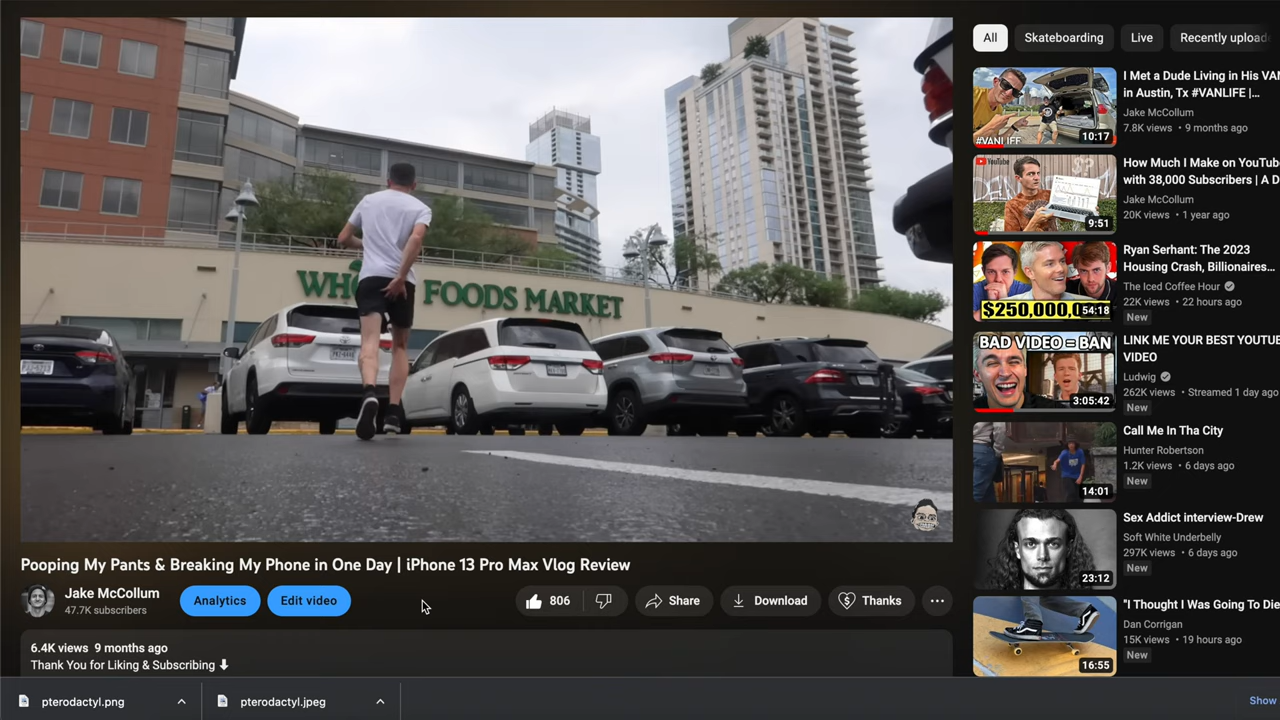 WHOLE FOODS MARKET
Pooping My Pants & Breaking My Phone in One Day | iPhone 13 Pro Max Vlog Review
Jake McCollum
47.7K subscribers
Analytics
Edit video
806
Share
Download
Thanks
6.4K views 9 months ago
Thank You for Liking & Subscribing
All
Skateboarding
Live
Recently upload
#VANLIFE
10:17
I Met a Dude Living in His VAN
in Austin, Tx #VANLIFE |...
Jake McCollum
7.8K views • 9 months ago
YouTube
9:51
How Much I Make on YouTub
with 38,000 Subscribers | A D
Jake McCollum
20K views • 1 year ago
$250,000,0
54:18
Ryan Serhant: The 2023
Housing Crash, Billionaires...
The Iced Coffee Hour
22K views • 22 hours ago
New
BAD VIDEO = BAN
3:05:42
LINK ME YOUR BEST YOUTUB
VIDEO
Ludwig
262K views • Streamed 1 day ago
New
14:01
Call Me In Tha City
Hunter Robertson
1.2K views • 6 days ago
New
23:12
Sex Addict interview-Drew
Soft White Underbelly
297K views • 6 days ago
New
16:55
"I Thought I Was Going To Die
Dan Corrigan
15K views • 19 hours ago
New
pterodactyl.png
pterodactyl.jpeg
Show